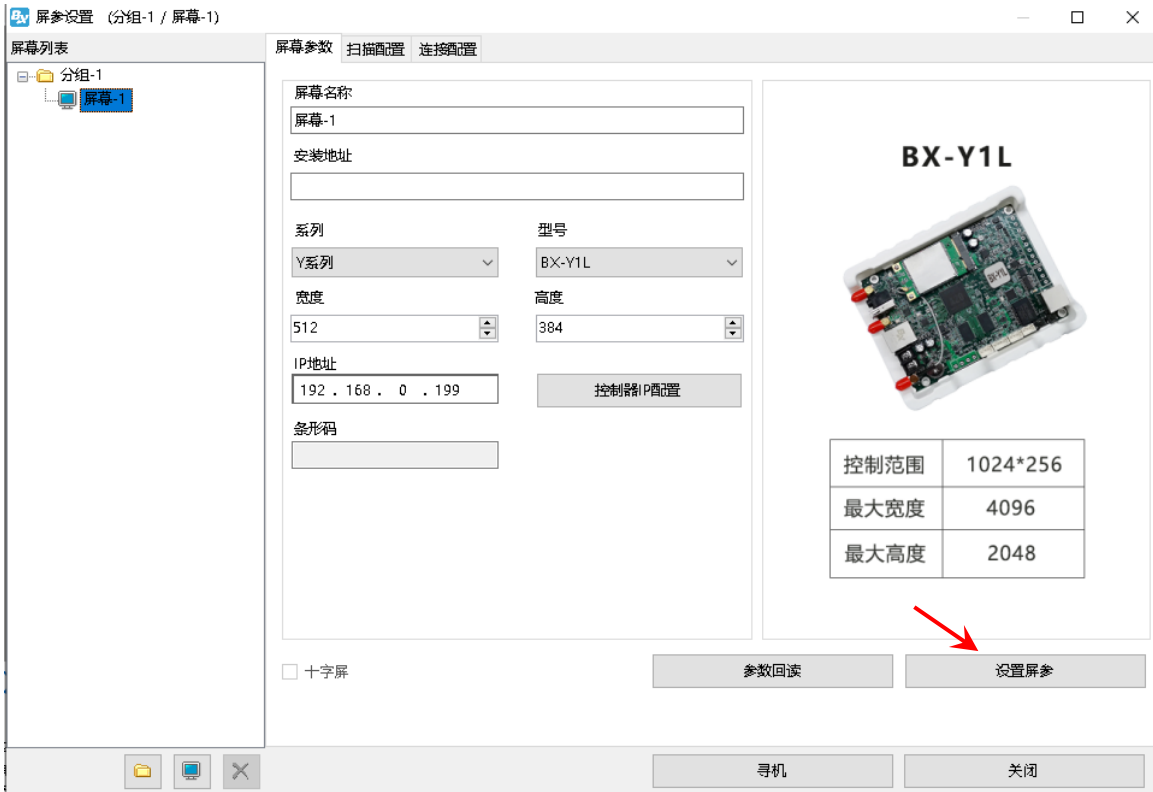 屏参设置 (分组-1 / 屏幕-1)
屏幕列表
屏幕参数 扫描配置 连接配置
分组-1
屏幕-1
屏幕名称
屏幕-1
安装地址
系列 型号
Y系列 BX-Y1L
宽度 高度
512 384
IP地址
192 . 168 . 0 . 199 控制器IP配置
条形码
BX-Y1L
BX-Y1L
控制范围 1024*256
最大宽度 4096
最大高度 2048
十字屏 参数回读 设置屏参
寻机 关闭